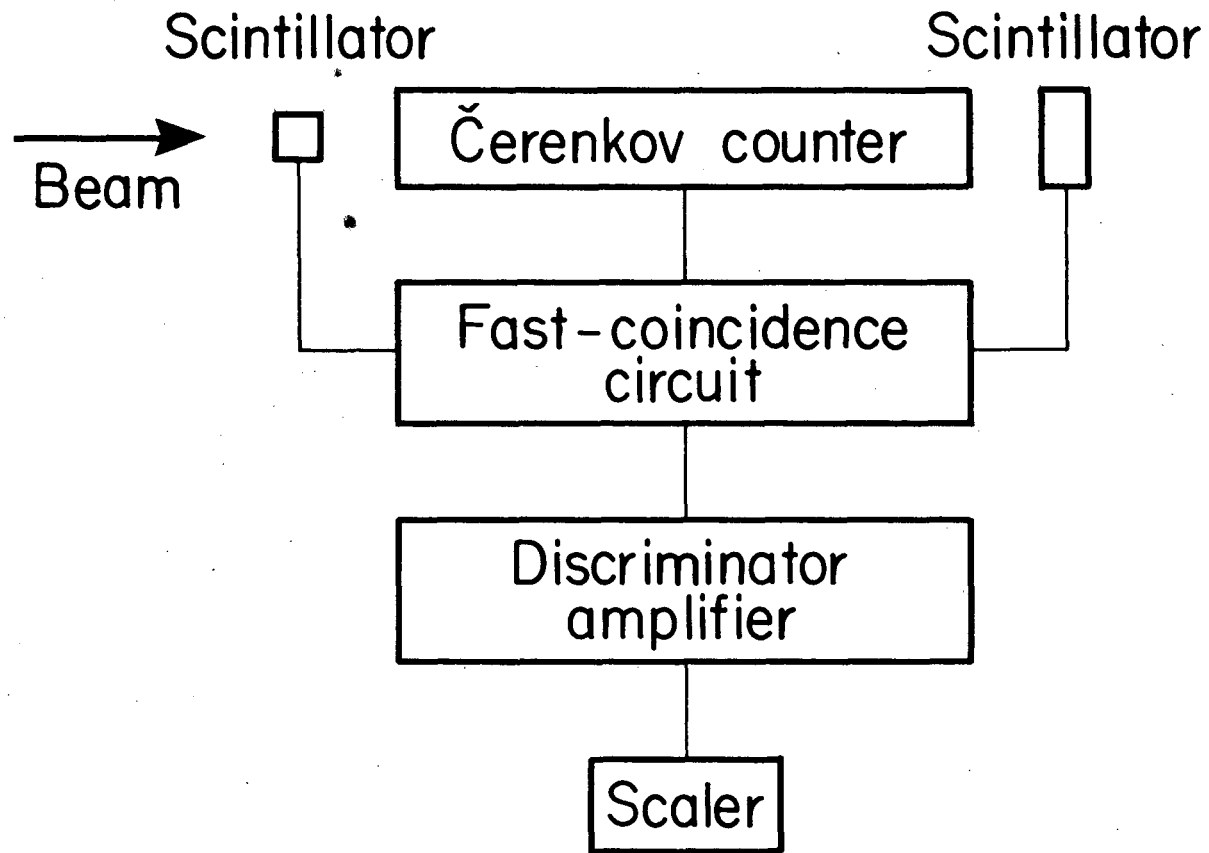 Scintillator
Scintillator
Čerenkov counter
Beam
Fast-coincidence
circuit
Discriminator
amplifier
Scaler